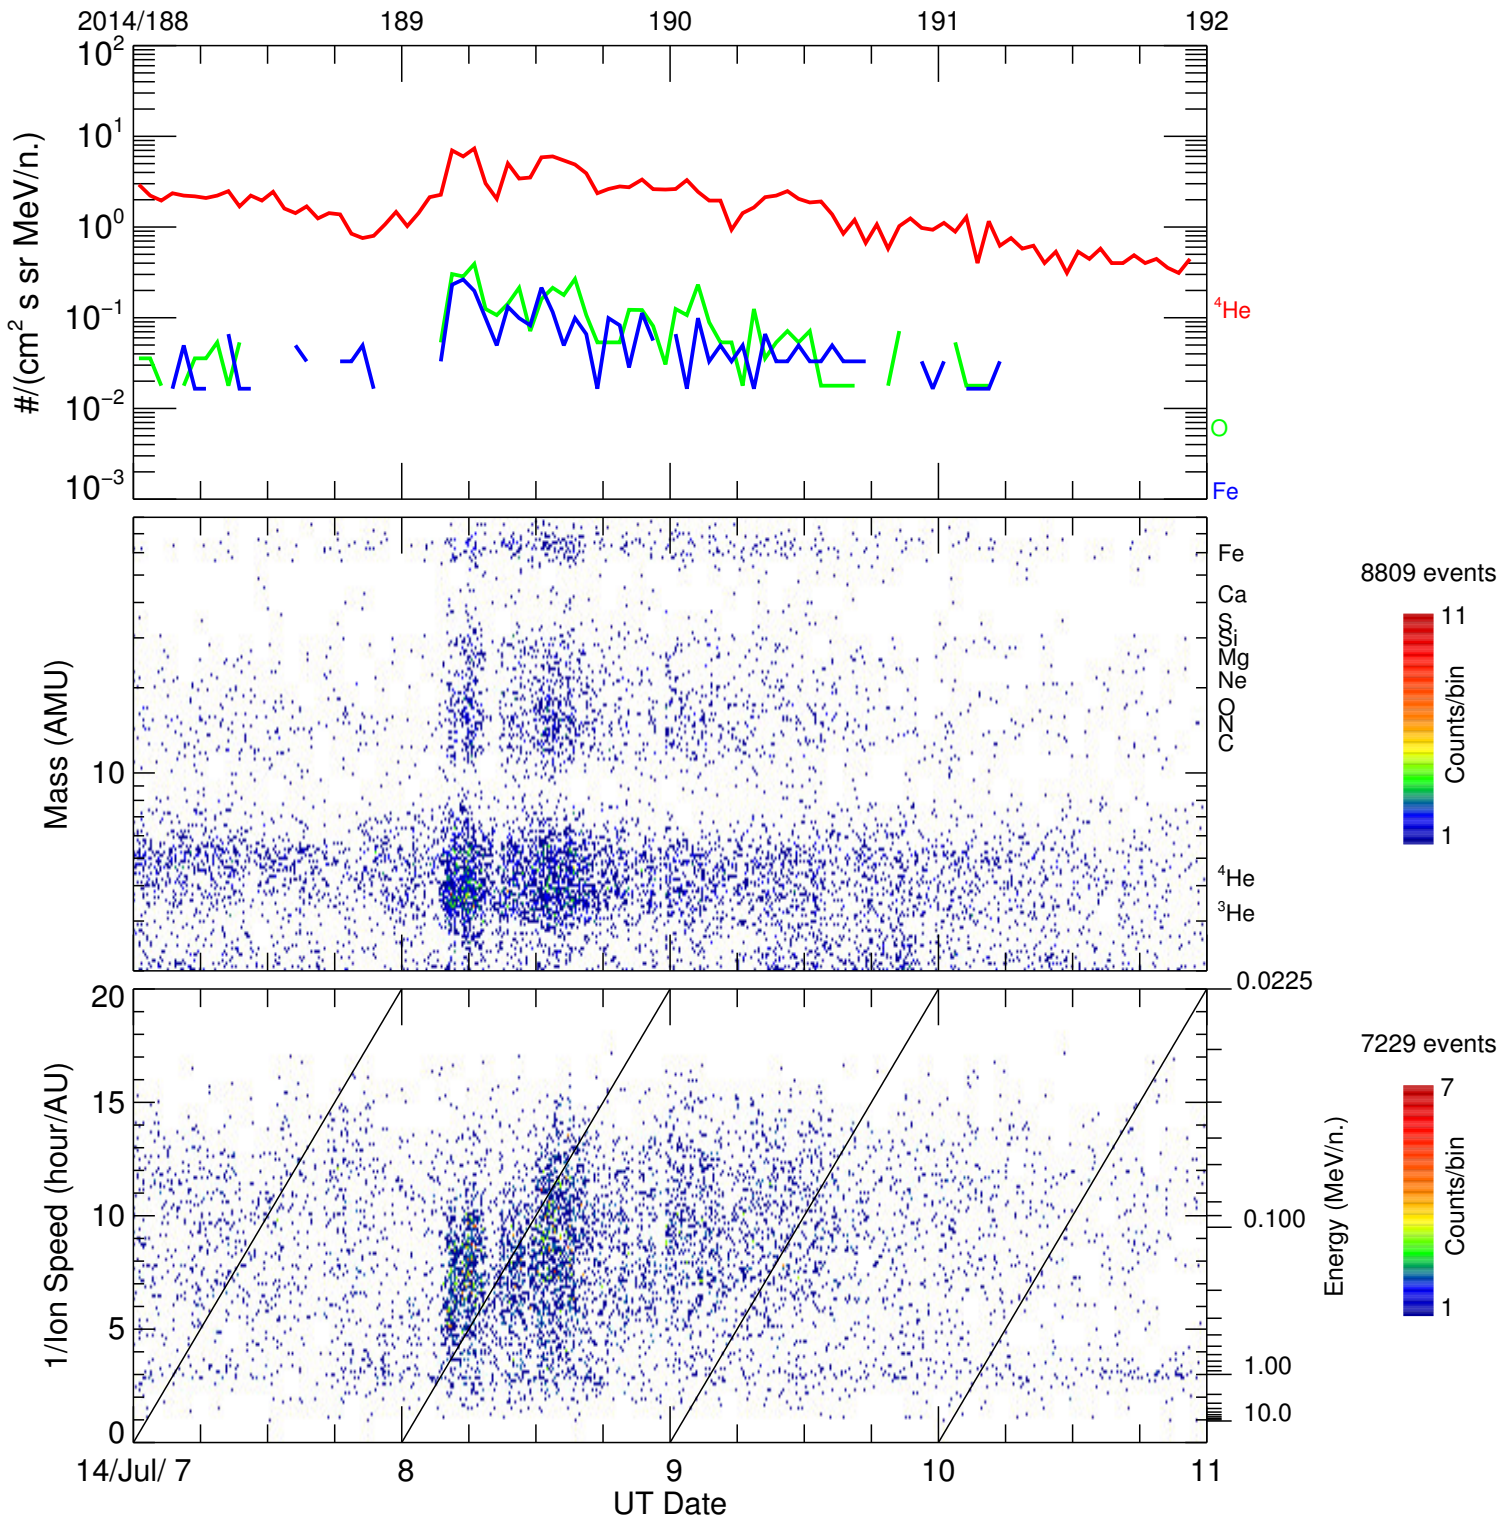 2014/188 189 190 191 192
10²
10¹
10⁰
10⁻¹
10⁻²
10⁻³
#/(cm² s sr MeV/n.)
⁴He
O
Fe
Mass (AMU)
10
Fe
Ca
S
Si
Mg
Ne
O
N
C
⁴He
³He
8809 events
11
Counts/bin
1
1/Ion Speed (hour/AU)
20
15
10
5
0
0.0225
0.100
1.00
10.0
Energy (MeV/n.)
7229 events
7
Counts/bin
1
14/Jul/ 7 8 9 10 11
UT Date